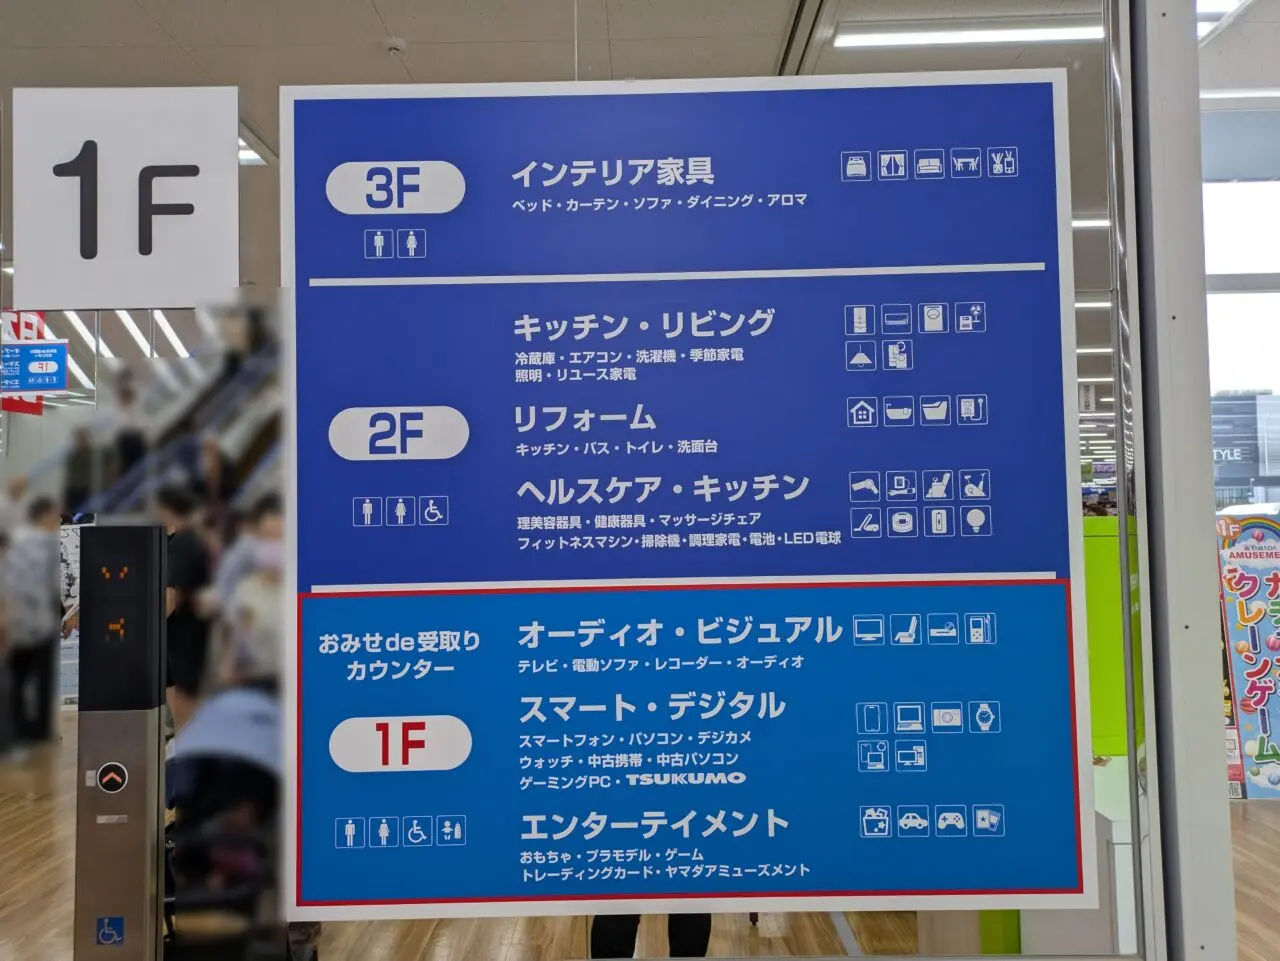 1F
3F
インテリア家具
ベッド・カーテン・ソファ・ダイニング・アロマ
2F
キッチン・リビング
冷蔵庫・エアコン・洗濯機・季節家電
照明・リユース家電
リフォーム
キッチン・バス・トイレ・洗面台
ヘルスケア・キッチン
理美容器具・健康器具・マッサージチェア
フィットネスマシン・掃除機・調理家電・電池・LED電球
おみせde受取り
カウンター
1F
オーディオ・ビジュアル
テレビ・電動ソファ・レコーダー・オーディオ
スマート・デジタル
スマートフォン・パソコン・デジカメ
ウォッチ・中古携帯・中古パソコン
ゲーミングPC・TSUKUMO
エンターテイメント
おもちゃ・プラモデル・ゲーム
トレーディングカード・ヤマダアミューズメント
TYLE
1F
YAMADA
AMUSEME
クレーンゲーム